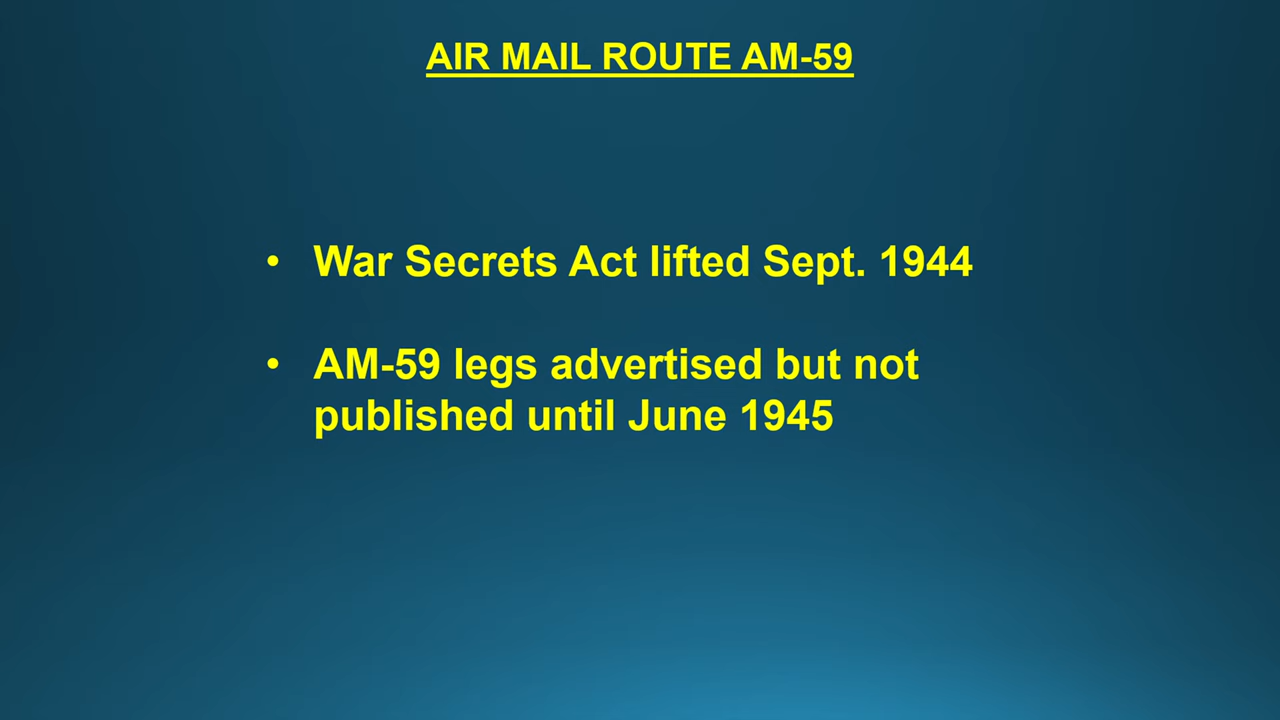 AIR MAIL ROUTE AM-59
• War Secrets Act lifted Sept. 1944
• AM-59 legs advertised but not
published until June 1945